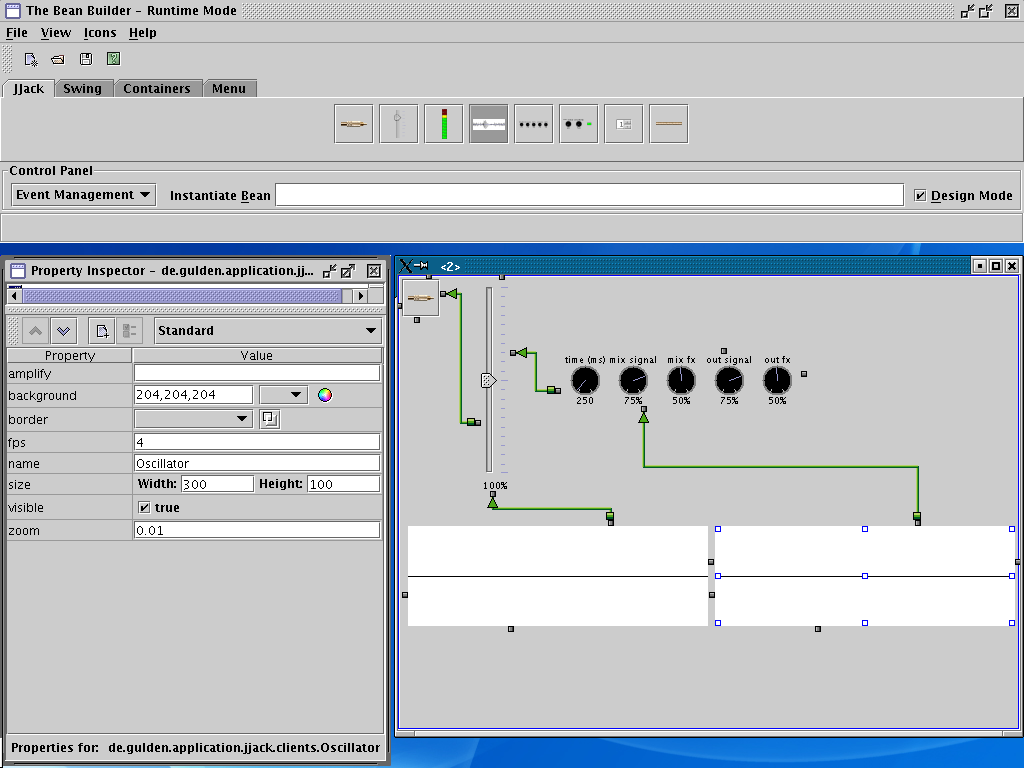 The Bean Builder - Runtime Mode
File View Icons Help
JJack Swing Containers Menu
1
Control Panel
Event Management Instantiate Bean Design Mode
Property Inspector - de.gulden.application.jj...
Standard
Property Value
amplify
background 204,204,204
border
fps 4
name Oscillator
size Width: 300 Height: 100
visible true
zoom 0.01
Properties for: de.gulden.application.jjack.clients.Oscillator
<2>
time (ms) mix signal mix fx out signal out fx
250 75% 50% 75% 50%
100%